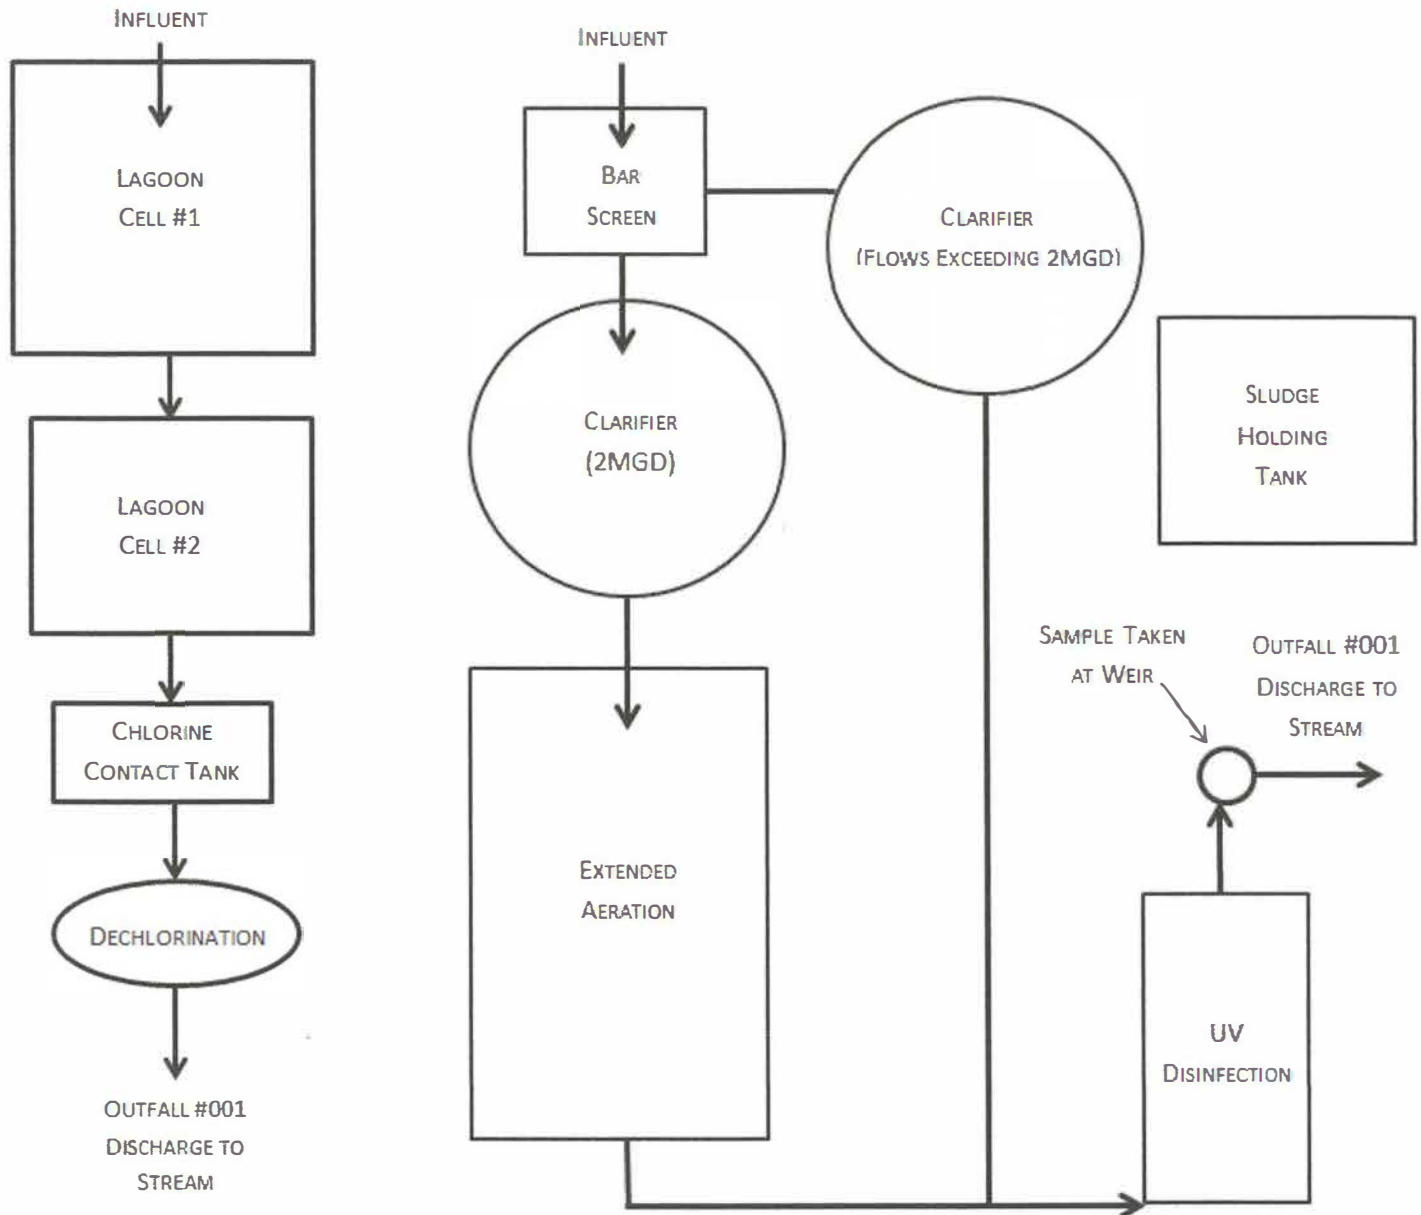 INFLUENT
LAGOON
CELL #1
LAGOON
CELL #2
CHLORINE
CONTACT TANK
DECHLORINATION
OUTFALL #001
DISCHARGE TO
STREAM
INFLUENT
BAR
SCREEN
CLARIFIER
(FLOWS EXCEEDING 2MGD)
CLARIFIER
(2MGD)
EXTENDED
AERATION
SLUDGE
HOLDING
TANK
SAMPLE TAKEN
AT WEIR
OUTFALL #001
DISCHARGE TO
STREAM
UV
DISINFECTION